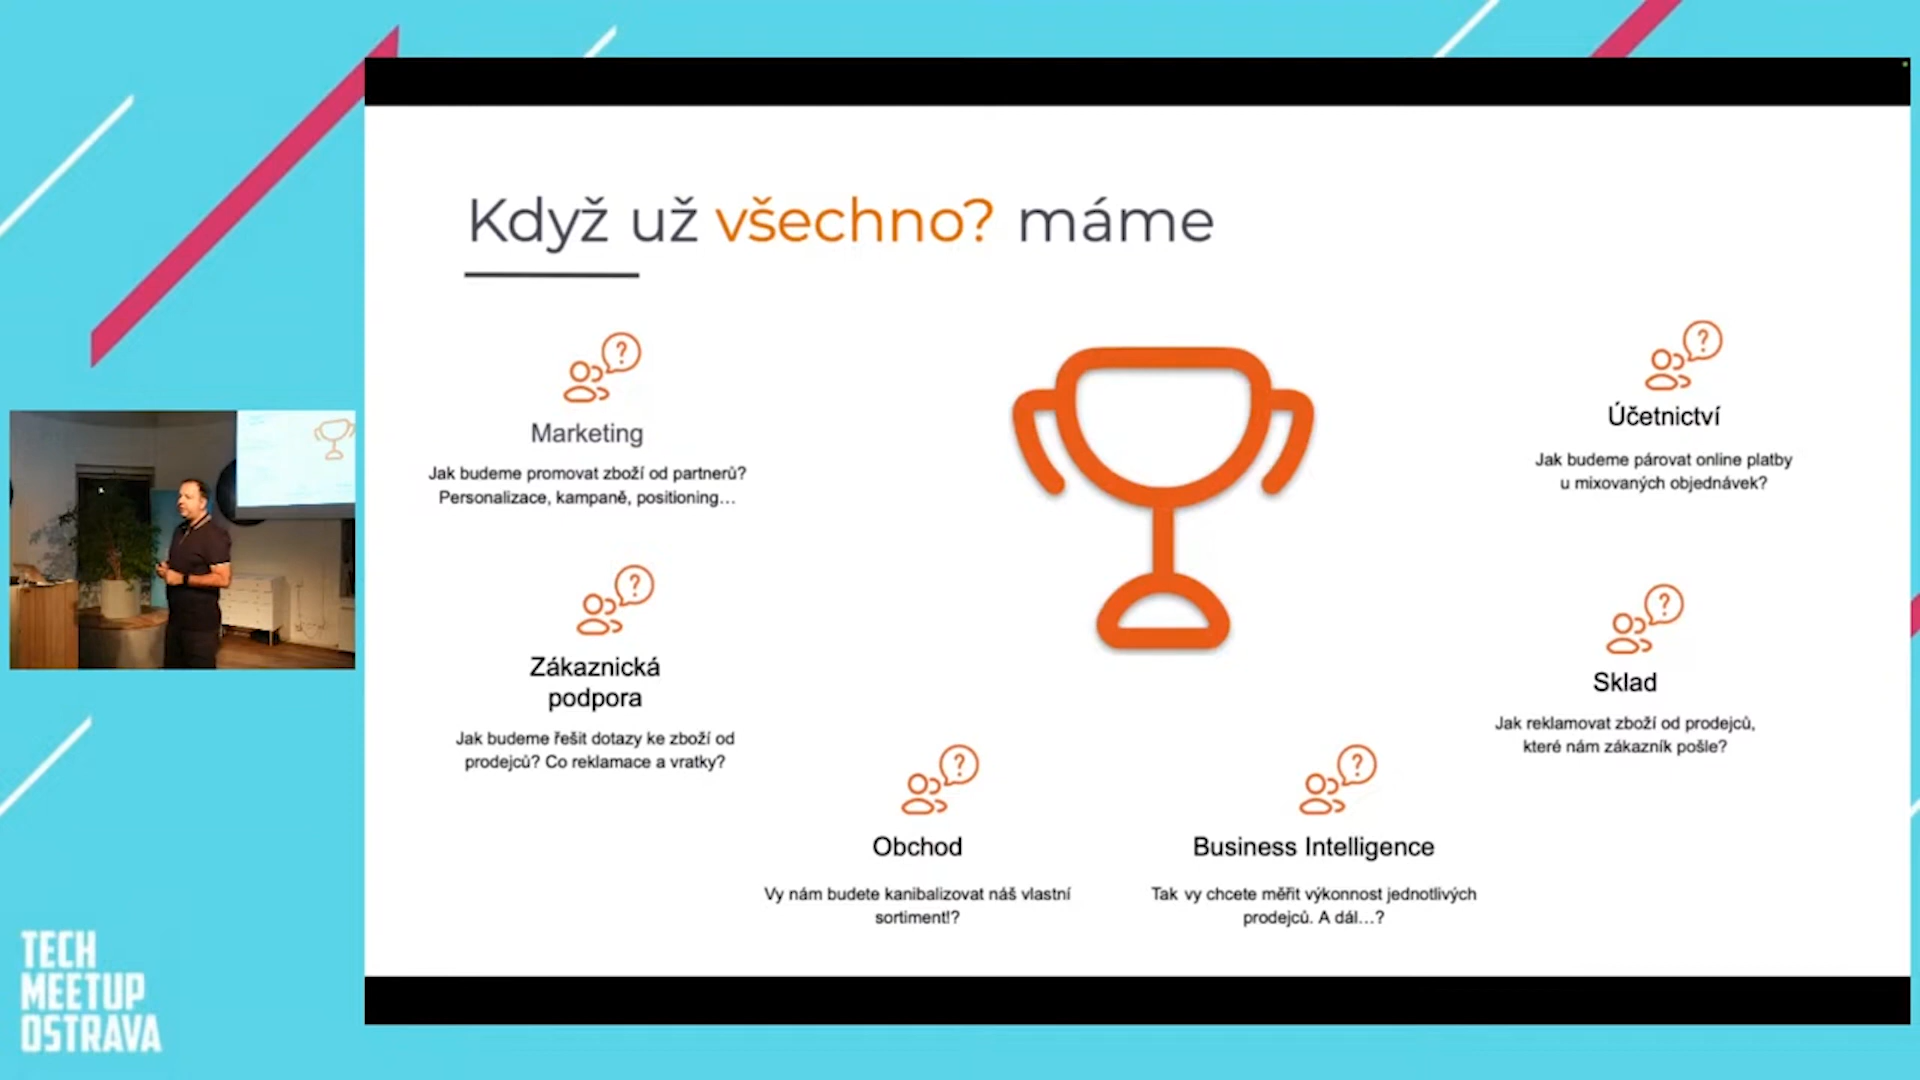 Když už všechno? máme
Marketing
Jak budeme promovat zboží od partnerů?
Personalizace, kampaně, positioning...
Zákaznická
podpora
Jak budeme řešit dotazy ke zboží od
prodejců? Co reklamace a vratky?
Obchod
Vy nám budete kanibalizovat náš vlastní
sortiment!?
Business Intelligence
Tak vy chcete měřit výkonnost jednotlivých
prodejců. A dál...?
Účetnictví
Jak budeme párovat online platby
u mixovaných objednávek?
Sklad
Jak reklamovat zboží od prodejců,
které nám zákazník pošle?
TECH
MEETUP
OSTRAVA